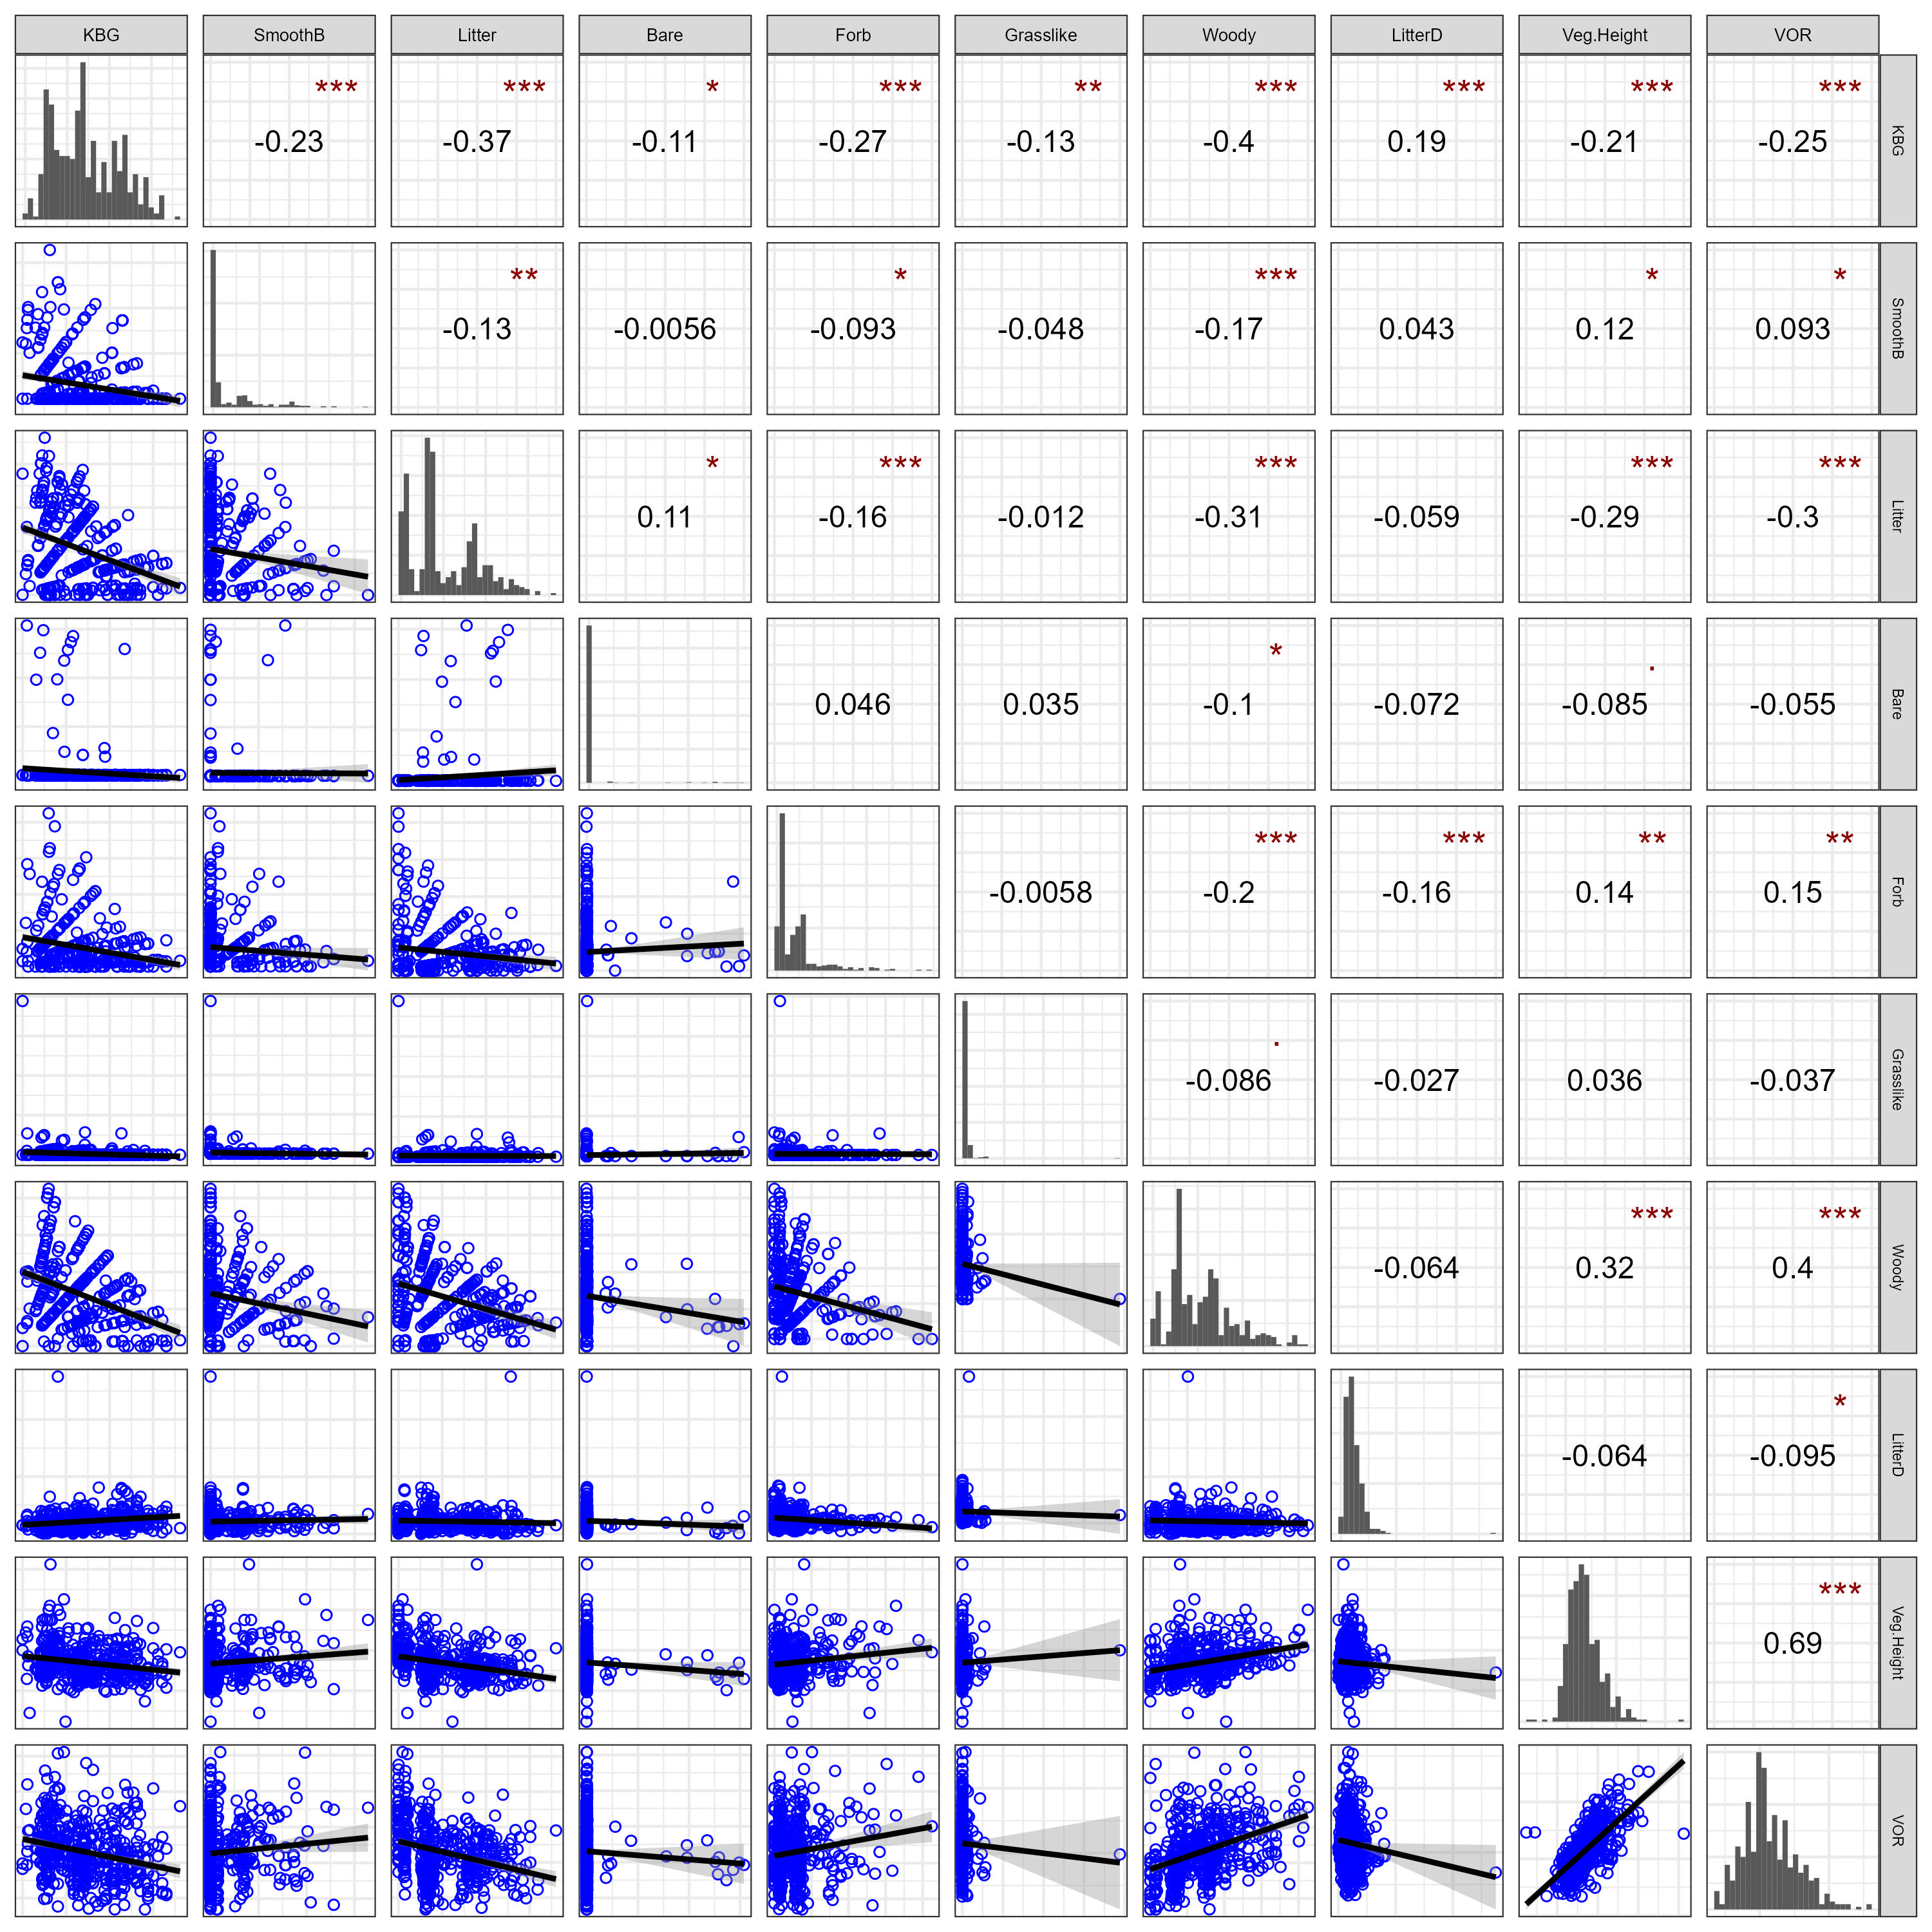 KBG SmoothB Litter Bare Forb Grasslike Woody LitterD Veg.Height VOR
*** *** * *** ** *** *** *** ***
-0.23 -0.37 -0.11 -0.27 -0.13 -0.4 0.19 -0.21 -0.25
KBG
** * *** * *
-0.13 -0.0056 -0.093 -0.048 -0.17 0.043 0.12 0.093
SmoothB
* *** *** *** ***
0.11 -0.16 -0.012 -0.31 -0.059 -0.29 -0.3
Litter
* .
0.046 0.035 -0.1 -0.072 -0.085 -0.055
Bare
*** *** ** **
-0.0058 -0.2 -0.16 0.14 0.15
Forb
.
-0.086 -0.027 0.036 -0.037
Grasslike
*** ***
-0.064 0.32 0.4
Woody
*
-0.064 -0.095
LitterD
***
0.69
Veg.Height
VOR